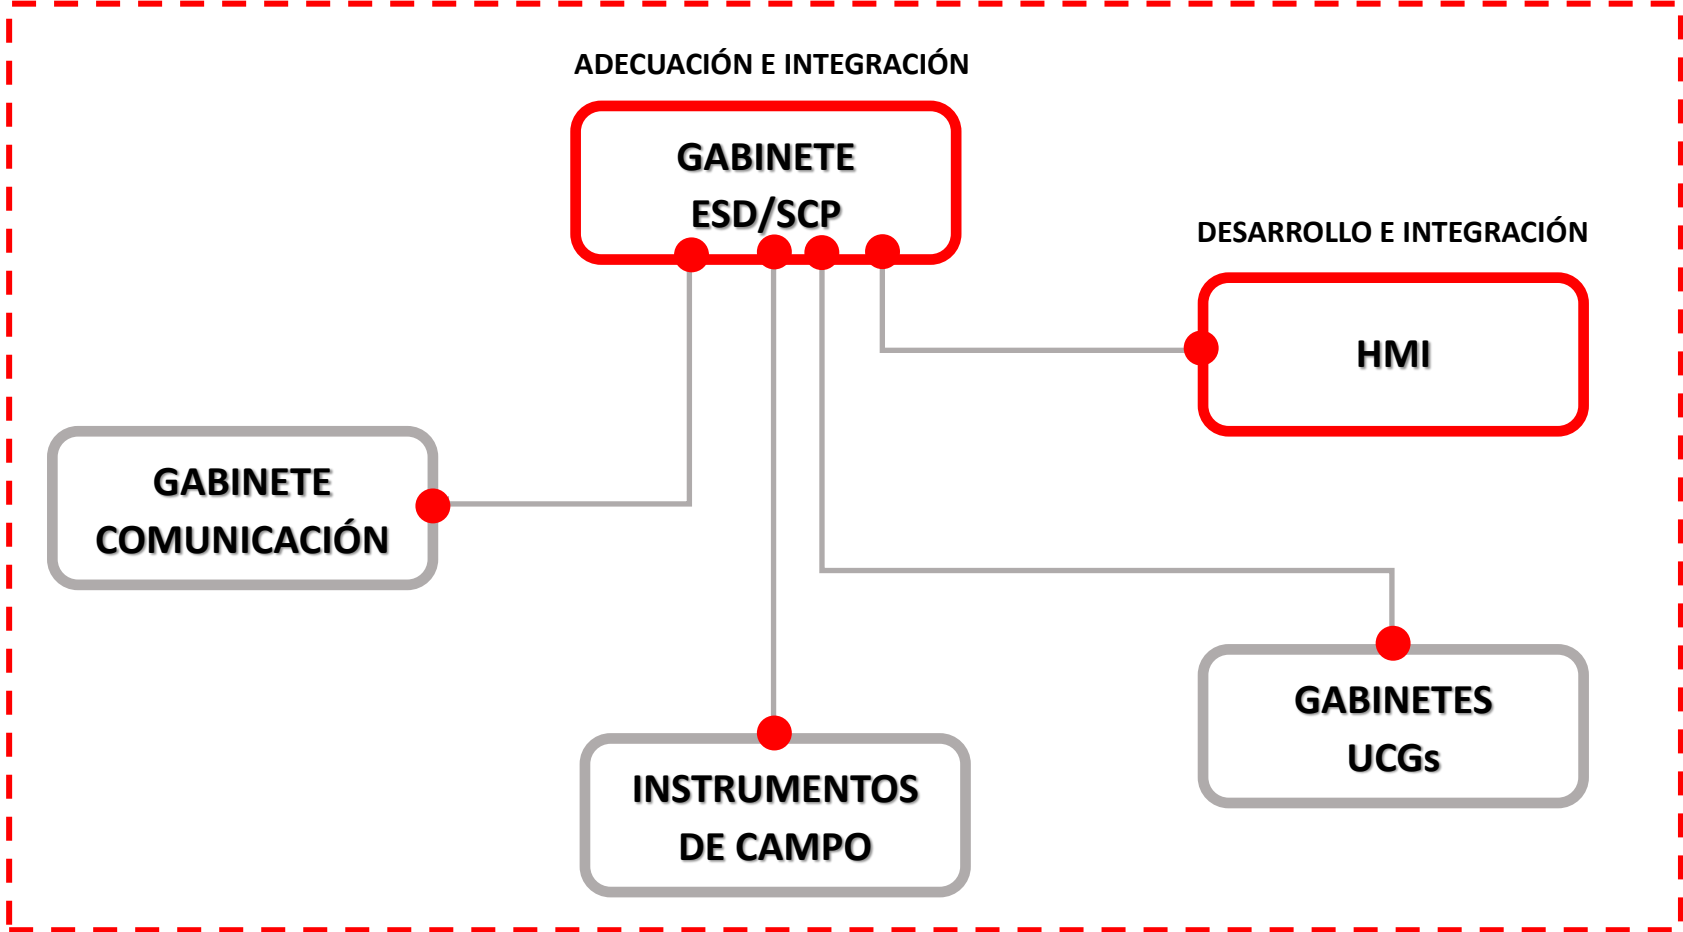 ADECUACIÓN E INTEGRACIÓN
GABINETE
ESD/SCP
DESARROLLO E INTEGRACIÓN
HMI
GABINETE
COMUNICACIÓN
GABINETES
UCGs
INSTRUMENTOS
DE CAMPO